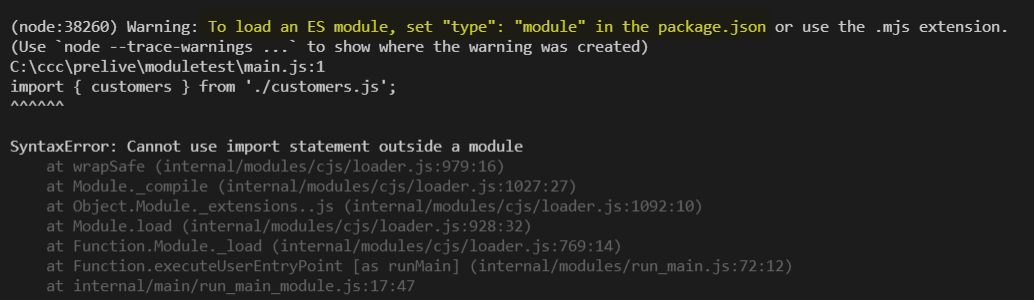 (node:38260) Warning: To load an ES module, set "type": "module" in the package.json or use the .mjs extension.
(Use `node --trace-warnings ...` to show where the warning was created)
C:\ccc\prelive\moduletest\main.js:1
import { customers } from './customers.js';
^^^^^^
SyntaxError: Cannot use import statement outside a module
    at wrapSafe (internal/modules/cjs/loader.js:979:16)
    at Module._compile (internal/modules/cjs/loader.js:1027:27)
    at Object.Module._extensions..js (internal/modules/cjs/loader.js:1092:10)
    at Module.load (internal/modules/cjs/loader.js:928:32)
    at Function.Module._load (internal/modules/cjs/loader.js:769:14)
    at Function.executeUserEntryPoint [as runMain] (internal/modules/run_main.js:72:12)
    at internal/main/run_main_module.js:17:47